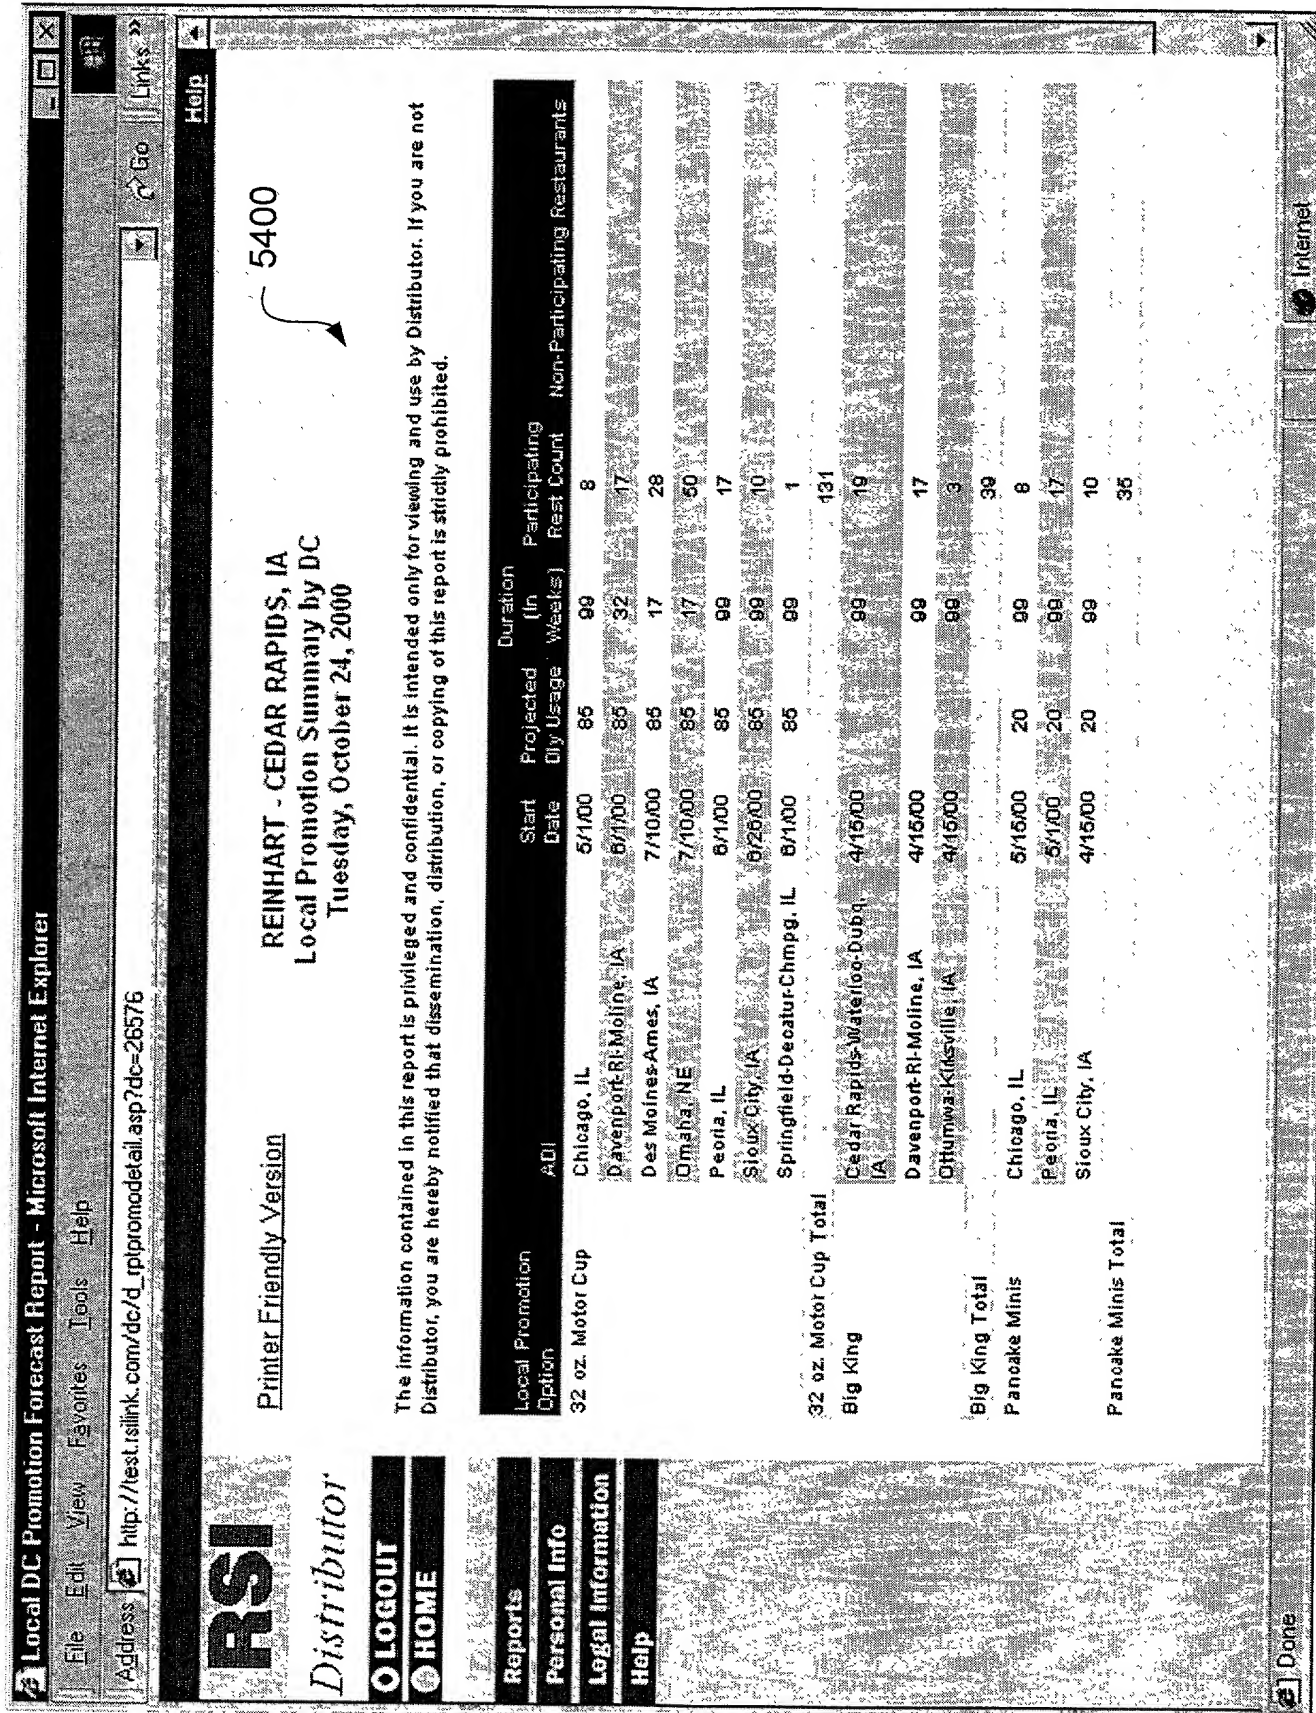 Local DC Promotion Forecast Report - Microsoft Internet Explorer
File Edit View Favorites Tools Help
Address http://test.rsilink.com/dc/d_rptpromodetail.asp?dc=26576 Go Links »
Help
RSI
Distributor
LOGOUT
HOME
Reports
Personal Info
Legal Information
Help
Printer Friendly Version
REINHART - CEDAR RAPIDS, IA
Local Promotion Summary by DC
Tuesday, October 24, 2000
5400
The information contained in this report is privileged and confidential. It is intended only for viewing and use by Distributor. If you are not
Distributor, you are hereby notified that dissemination, distribution, or copying of this report is strictly prohibited.
Local Promotion Option ADI Start Date Projected Dly Usage Duration (In Weeks) Participating Rest Count Non-Participating Restaurants
32 oz. Motor Cup Chicago, IL 5/1/00 85 99 8
Davenport-RI-Moline, IA 6/1/00 85 32 17
Des Moines-Ames, IA 7/10/00 85 17 28
Omaha, NE 7/10/00 85 17 50
Peoria, IL 6/1/00 85 99 17
Sioux City, IA 6/26/00 85 99 10
Springfield-Decatur-Chmpg, IL 6/1/00 85 99 1
32 oz. Motor Cup Total 131
Big King Cedar Rapids-Waterloo-Dubq, IA 4/15/00 99 19
Davenport-RI-Moline, IA 4/15/00 99 17
Ottumwa-Kirksville, IA 4/15/00 99 3
Big King Total 39
Pancake Minis Chicago, IL 5/15/00 20 99 8
Peoria, IL 5/1/00 20 99 17
Sioux City, IA 4/15/00 20 99 10
Pancake Minis Total 35
Done Internet